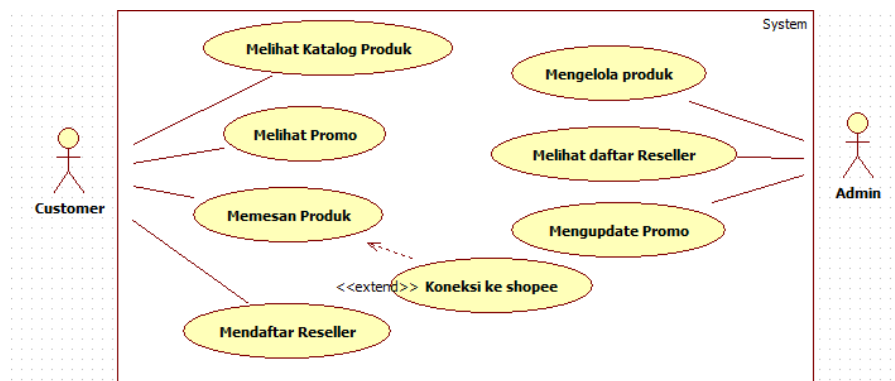 System
Melihat Katalog Produk
Mengelola produk
Melihat Promo
Melihat daftar Reseller
Customer
Admin
Memesan Produk
Mengupdate Promo
<<extend>>
Koneksi ke shopee
Mendaftar Reseller